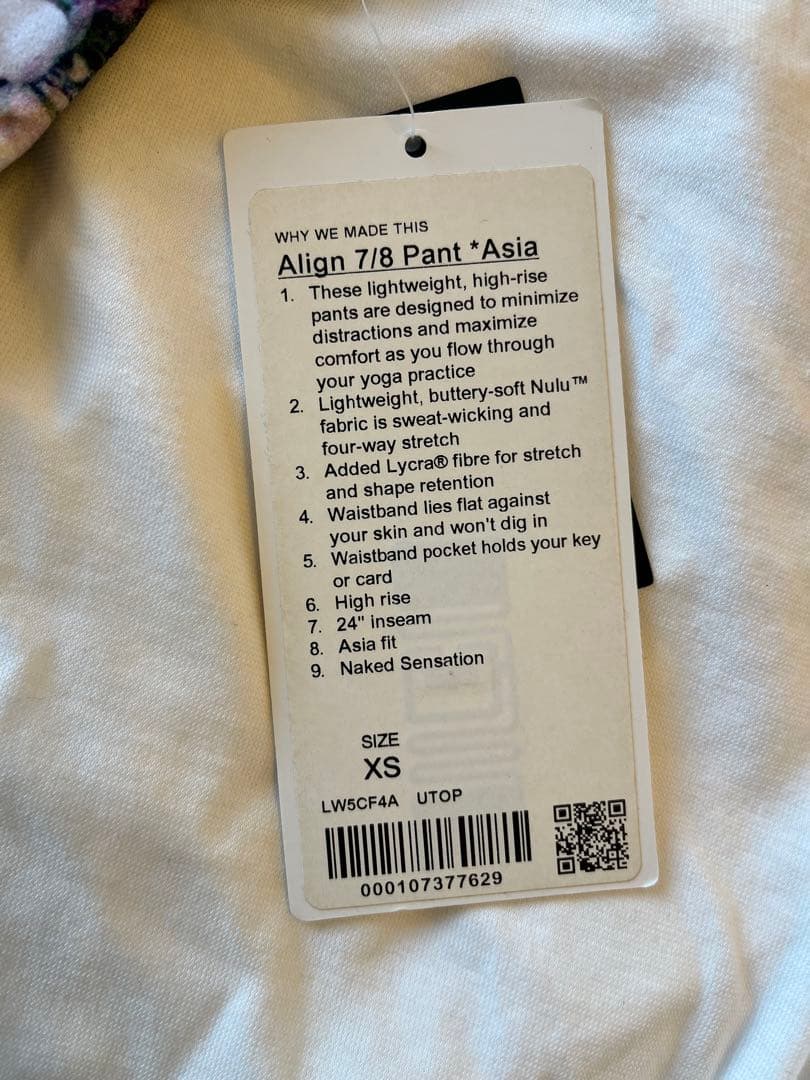 WHY WE MADE THIS
Align 7/8 Pant *Asia
1. These lightweight, high-rise
pants are designed to minimize
distractions and maximize
comfort as you flow through
your yoga practice
2. Lightweight, buttery-soft Nulu™
fabric is sweat-wicking and
four-way stretch
3. Added Lycra® fibre for stretch
and shape retention
4. Waistband lies flat against
your skin and won't dig in
5. Waistband pocket holds your key
or card
6. High rise
7. 24" inseam
8. Asia fit
9. Naked Sensation
SIZE
XS
LW5CF4A UTOP
000107377629